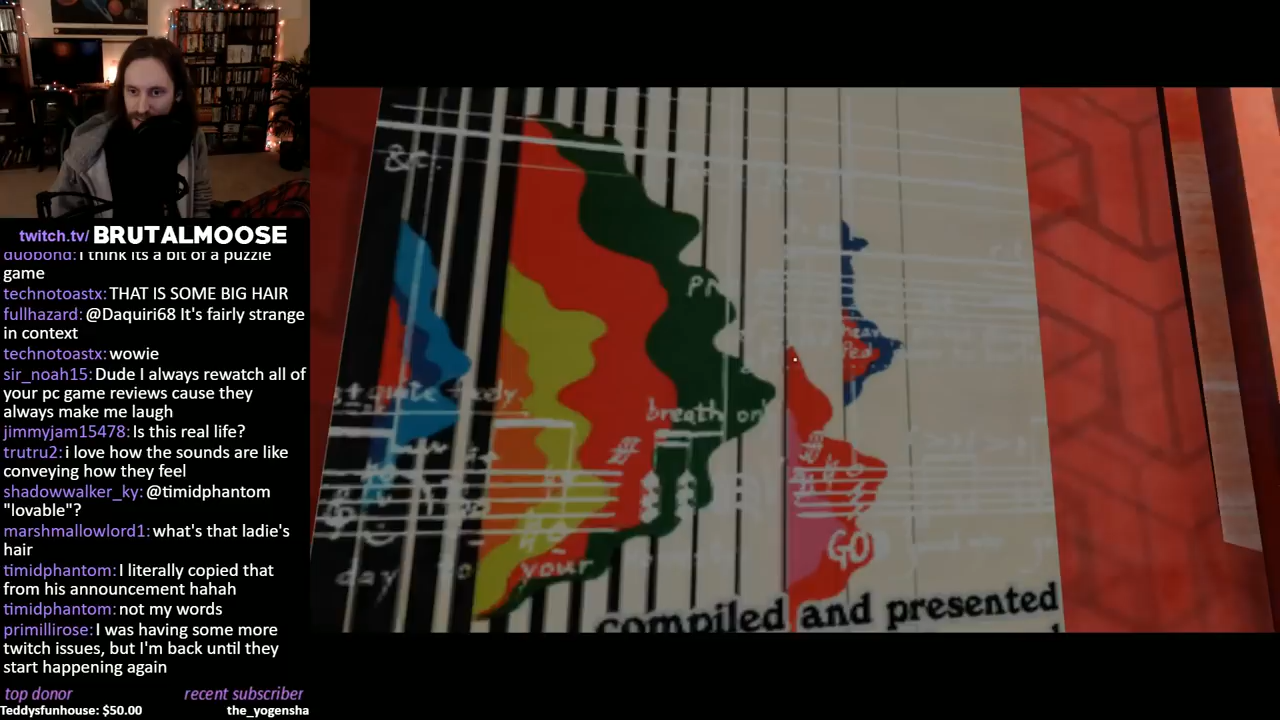 twitch.tv/ BRUTALMOOSE
duobond: I think its a bit of a puzzle
game
technotoastx: THAT IS SOME BIG HAIR
fullhazard: @Daquiri68 It's fairly strange
in context
technotoastx: wowie
sir_noah15: Dude I always rewatch all of
your pc game reviews cause they
always make me laugh
jimmyjam15478: Is this real life?
trutru2: i love how the sounds are like
conveying how they feel
shadowwalker_ky: @timidphantom
"lovable"?
marshmallowlord1: what's that ladie's
hair
timidphantom: I literally copied that
from his announcement hahah
timidphantom: not my words
primillirose: I was having some more
twitch issues, but I'm back until they
start happening again
top donor
recent subscriber
Teddysfunhouse: $50.00
the_yogensha
&c.
breath on
GO
day
your
compiled and presented